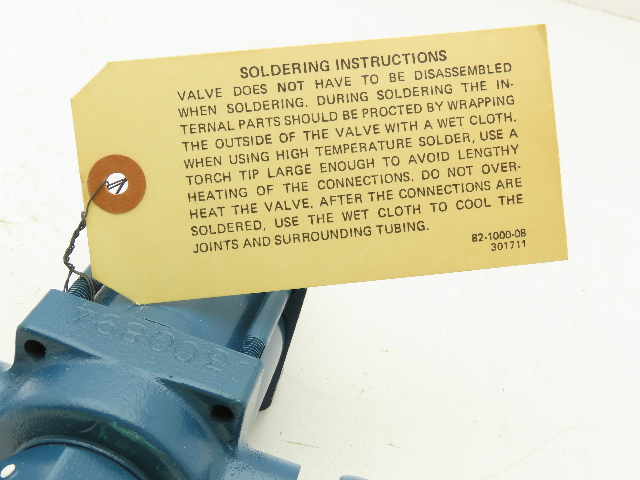 SOLDERING INSTRUCTIONS
VALVE DOES NOT HAVE TO BE DISASSEMBLED
WHEN SOLDERING. DURING SOLDERING THE IN-
TERNAL PARTS SHOULD BE PROCTED BY WRAPPING
THE OUTSIDE OF THE VALVE WITH A WET CLOTH.
WHEN USING HIGH TEMPERATURE SOLDER, USE A
TORCH TIP LARGE ENOUGH TO AVOID LENGTHY
HEATING OF THE CONNECTIONS. DO NOT OVER-
HEAT THE VALVE. AFTER THE CONNECTIONS ARE
SOLDERED, USE THE WET CLOTH TO COOL THE
JOINTS AND SURROUNDING TUBING.
82-1000-08
301711